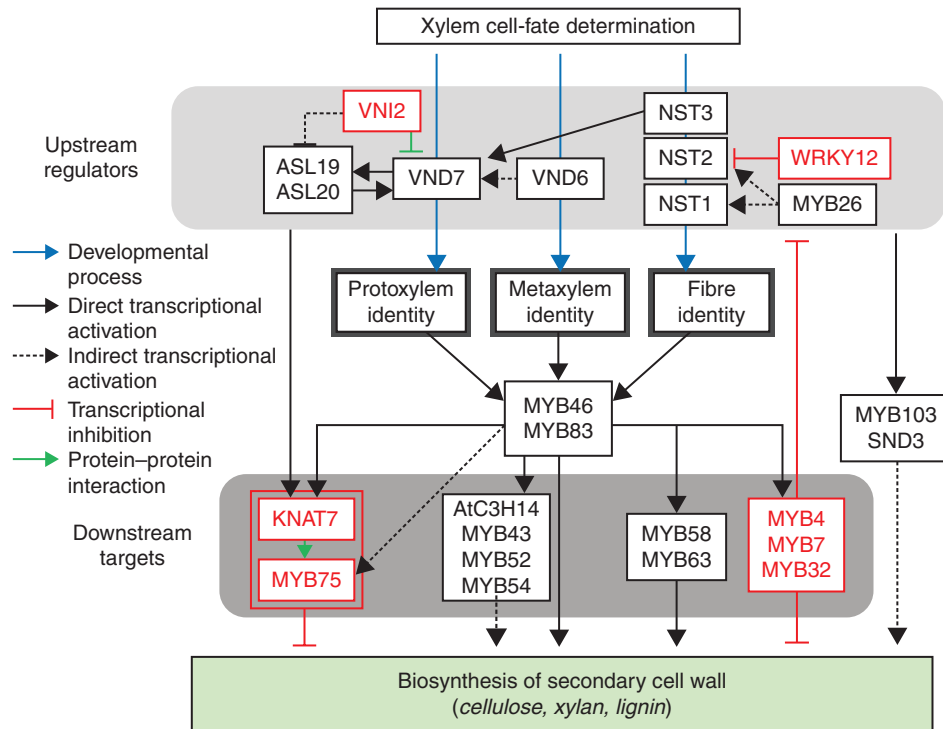 Xylem cell-fate determination
Upstream
regulators
VNI2
ASL19
ASL20
VND7
VND6
NST3
NST2
NST1
WRKY12
MYB26
Developmental
process
Direct transcriptional
activation
Indirect transcriptional
activation
Transcriptional
inhibition
Protein–protein
interaction
Protoxylem
identity
Metaxylem
identity
Fibre
identity
MYB46
MYB83
MYB103
SND3
Downstream
targets
KNAT7
MYB75
AtC3H14
MYB43
MYB52
MYB54
MYB58
MYB63
MYB4
MYB7
MYB32
Biosynthesis of secondary cell wall
(cellulose, xylan, lignin)